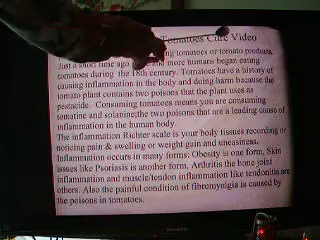 Tomatoes Cure Video
ng tomatoes or tomato products.
Just a short time ago and more humans began eating
tomatoes during the 18th century. Tomatoes have a history of
causing inflammation in the body and doing harm because the
tomato plant contains two poisons that the plant uses as
pestacide. Consuming tomatoes means you are consuming
tomatine and solanine;the two poisons that are a leading cause of
inflammation in the human body.
The inflammation Richter scale is your body tissues recording or
noticing pain & swelling or weight gain and uneasiness.
Inflammation occurs in many forms: Obesity is one form, Skin
issues like Psoriasis is another form, Arthritis the bone joint
inflammation and muscle/tendon inflammation like tendonitis are
others. Also the painful condition of fibromyalgia is caused by
the poisons in tomatoes.